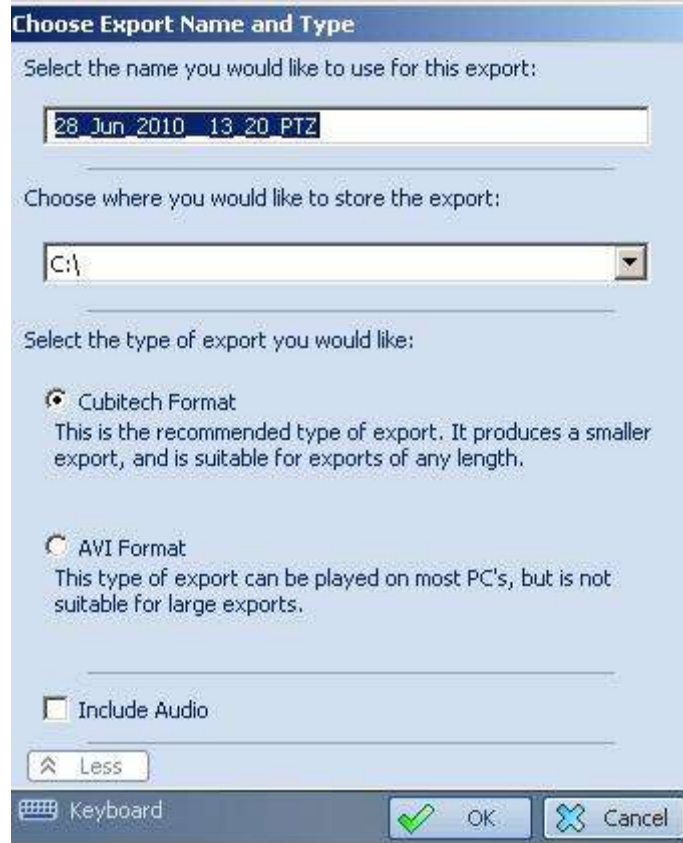 Choose Export Name and Type
Select the name you would like to use for this export:
28_Jun_2010__13_20_PTZ
Choose where you would like to store the export:
C:\
Select the type of export you would like:
Cubitech Format
This is the recommended type of export. It produces a smaller
export, and is suitable for exports of any length.
AVI Format
This type of export can be played on most PC's, but is not
suitable for large exports.
Include Audio
Less
Keyboard
OK
Cancel